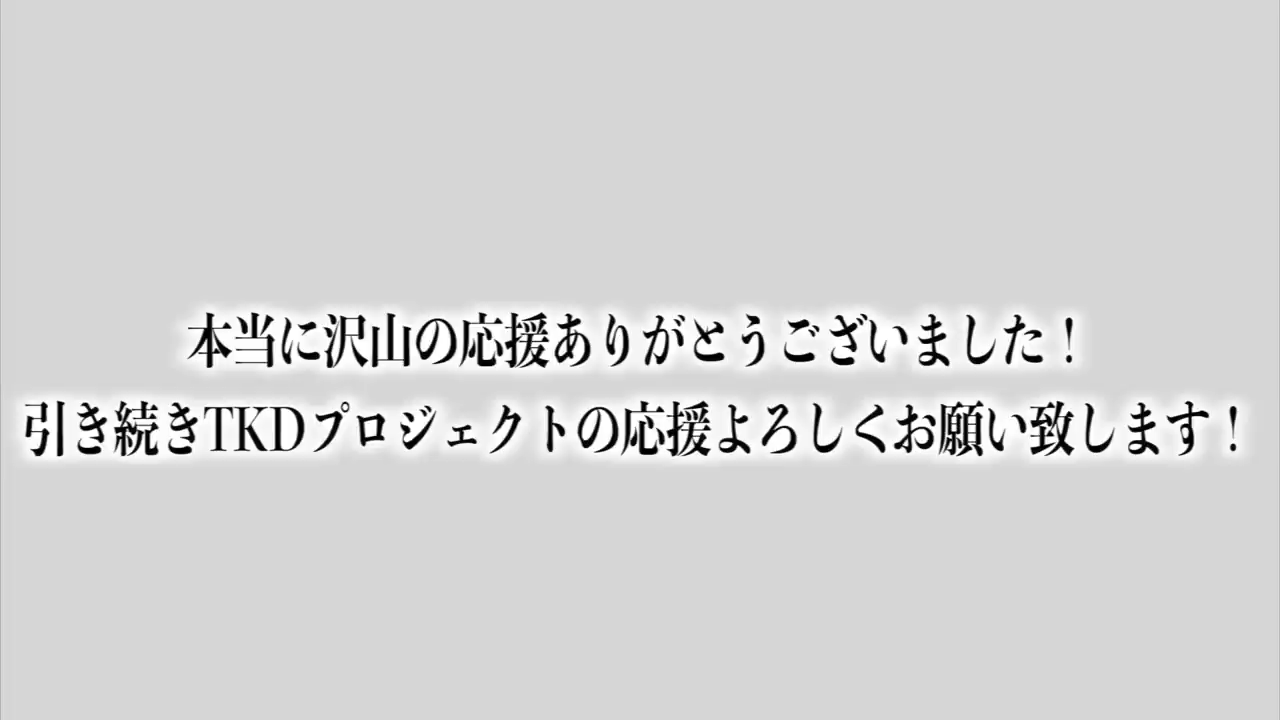 本当に沢山の応援ありがとうございました！
引き続きTKDプロジェクトの応援よろしくお願い致します！